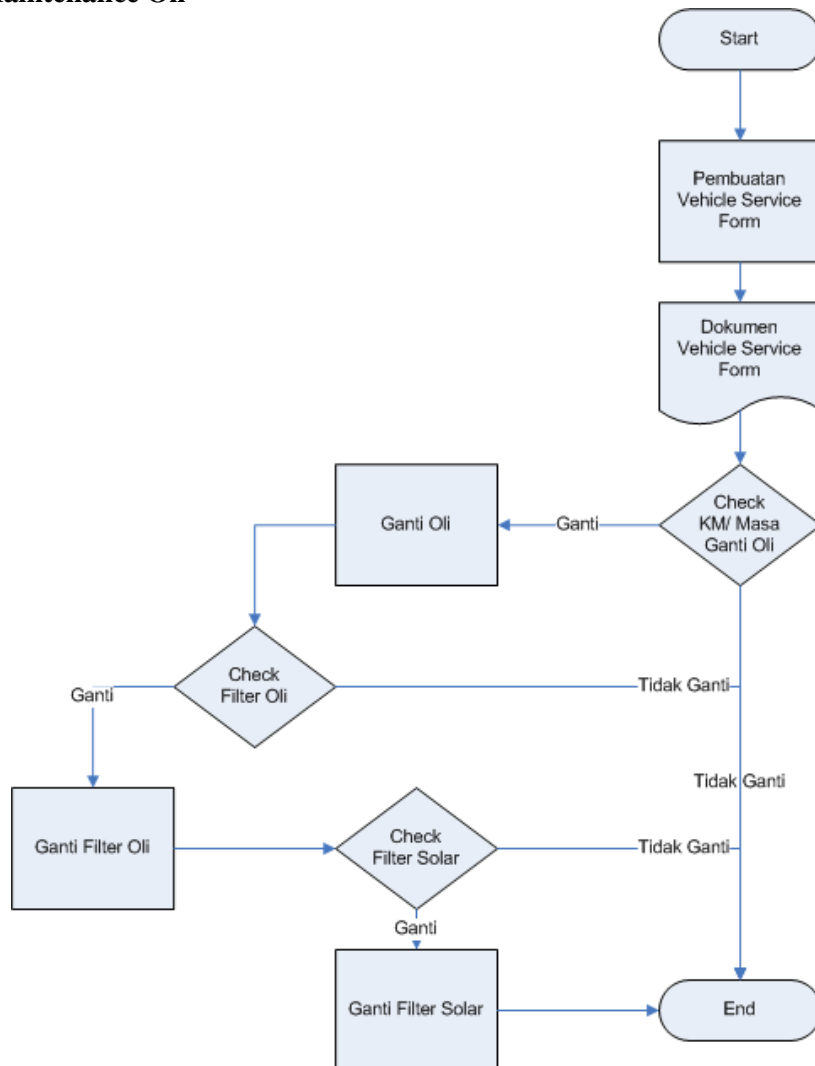 Start
Pembuatan
Vehicle Service
Form
Dokumen
Vehicle Service
Form
Check
KM/ Masa
Ganti Oli
Ganti
Ganti Oli
Check
Filter Oli
Ganti
Tidak Ganti
Tidak Ganti
Ganti Filter Oli
Check
Filter Solar
Tidak Ganti
Ganti
Ganti Filter Solar
End